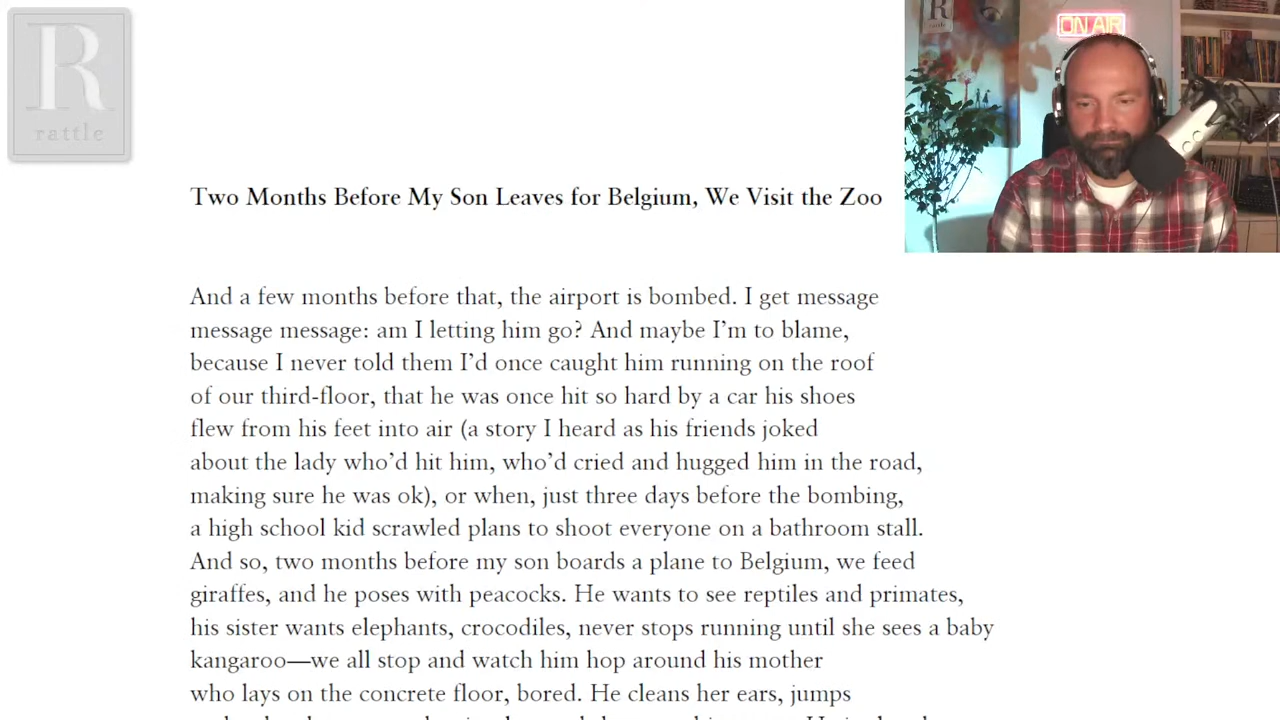 R
rattle
R
ON AIR
Two Months Before My Son Leaves for Belgium, We Visit the Zoo
And a few months before that, the airport is bombed. I get message
message message: am I letting him go? And maybe I’m to blame,
because I never told them I’d once caught him running on the roof
of our third-floor, that he was once hit so hard by a car his shoes
flew from his feet into air (a story I heard as his friends joked
about the lady who’d hit him, who’d cried and hugged him in the road,
making sure he was ok), or when, just three days before the bombing,
a high school kid scrawled plans to shoot everyone on a bathroom stall.
And so, two months before my son boards a plane to Belgium, we feed
giraffes, and he poses with peacocks. He wants to see reptiles and primates,
his sister wants elephants, crocodiles, never stops running until she sees a baby
kangaroo—we all stop and watch him hop around his mother
who lays on the concrete floor, bored. He cleans her ears, jumps